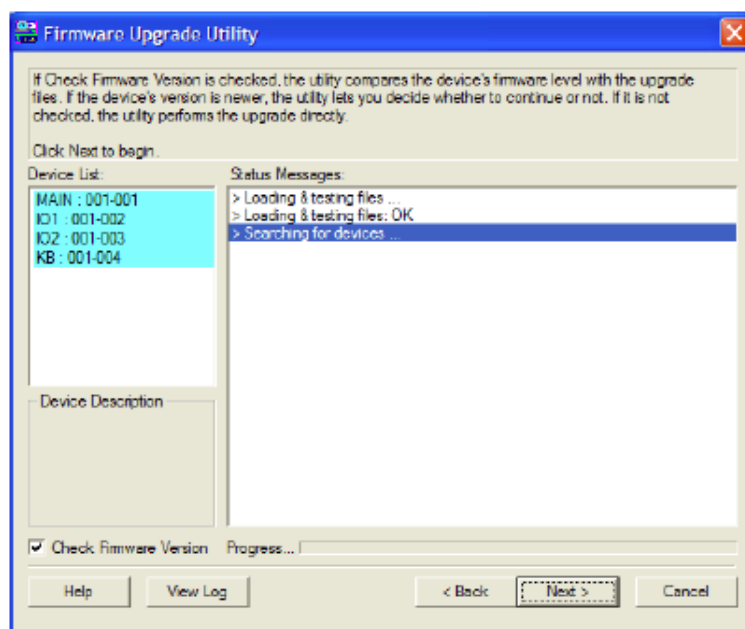 Firmware Upgrade Utility
If Check Firmware Version is checked, the utility compares the device's firmware level with the upgrade
files. If the device's version is newer, the utility lets you decide whether to continue or not. If it is not
checked, the utility performs the upgrade directly.
Click Next to begin.
Device List:
MAIN : 001-001
IO1 : 001-002
IO2 : 001-003
KB : 001-004
Status Messages:
> Loading & testing files ...
> Loading & testing files: OK
> Searching for devices ...
Device Description
Check Firmware Version
Progress...
Help
View Log
< Back
Next >
Cancel